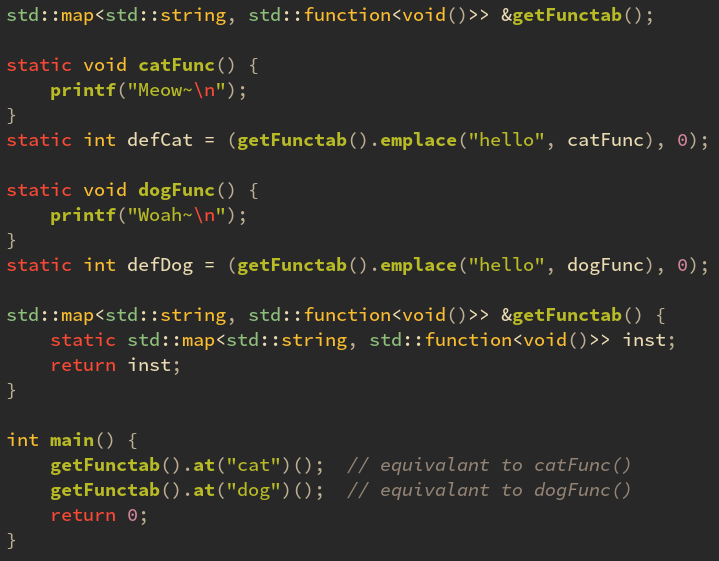 std::map<std::string, std::function<void()>> &getFunctab();
static void catFunc() {
    printf("Meow~\n");
}
static int defCat = (getFunctab().emplace("hello", catFunc), 0);
static void dogFunc() {
    printf("Woah~\n");
}
static int defDog = (getFunctab().emplace("hello", dogFunc), 0);
std::map<std::string, std::function<void()>> &getFunctab() {
    static std::map<std::string, std::function<void()>> inst;
    return inst;
}
int main() {
    getFunctab().at("cat")();  // equivalant to catFunc()
    getFunctab().at("dog")();  // equivalant to dogFunc()
    return 0;
}